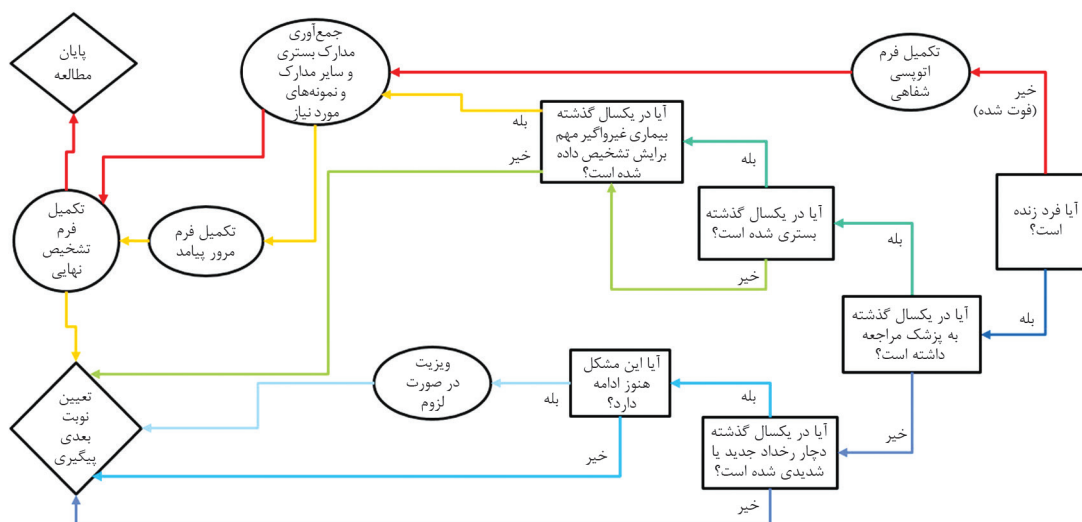 آیا فرد زنده
است؟
خیر
(فوت شده)
بله
تکمیل فرم
اتوپسی
شفاهی
جمع‌آوری
مدارک بستری
و سایر مدارک
و نمونه‌های
مورد نیاز
پایان
مطالعه
آیا در یکسال گذشته
به پزشک مراجعه
داشته است؟
بله
خیر
آیا در یکسال گذشته
بستری شده است؟
بله
خیر
آیا در یکسال گذشته
بیماری غیرواگیر مهم
برایش تشخیص داده
شده است؟
بله
خیر
تکمیل فرم
مرور پیامد
تکمیل
فرم
تشخیص
نهایی
آیا در یکسال گذشته
دچار رخداد جدید یا
شدیدی شده است؟
بله
خیر
آیا این مشکل
هنوز ادامه
دارد؟
بله
خیر
ویزیت
در صورت
لزوم
تعیین
نوبت
بعدی
پیگیری